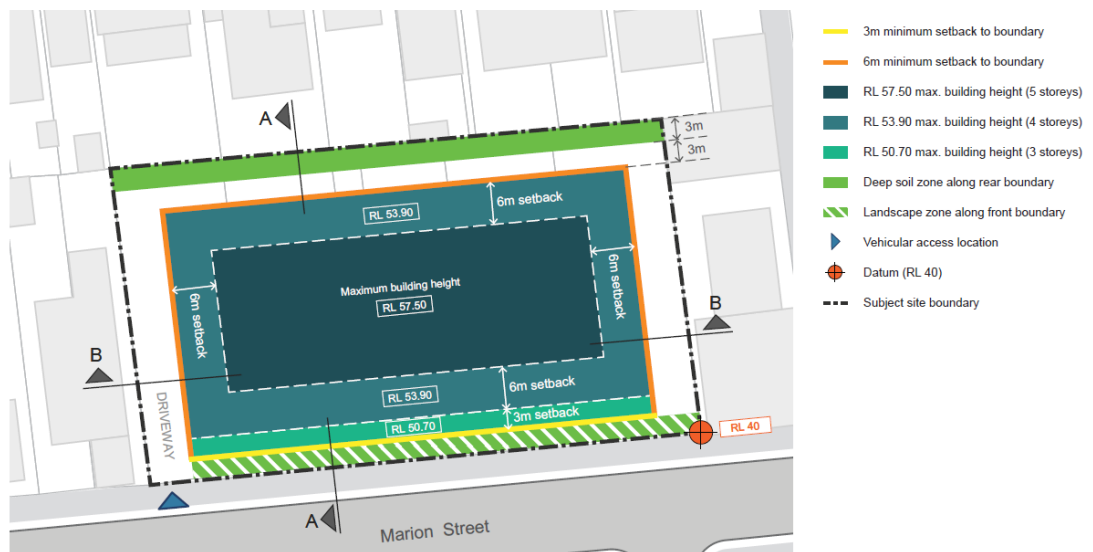 A
3m
3m
6m setback
RL 53.90
6m setback
6m setback
Maximum building height
RL 57.50
B
B
6m setback
RL 53.90
3m setback
RL 50.70
DRIVEWAY
RL 40
A
Marion Street
3m minimum setback to boundary
6m minimum setback to boundary
RL 57.50 max. building height (5 storeys)
RL 53.90 max. building height (4 storeys)
RL 50.70 max. building height (3 storeys)
Deep soil zone along rear boundary
Landscape zone along front boundary
Vehicular access location
Datum (RL 40)
Subject site boundary